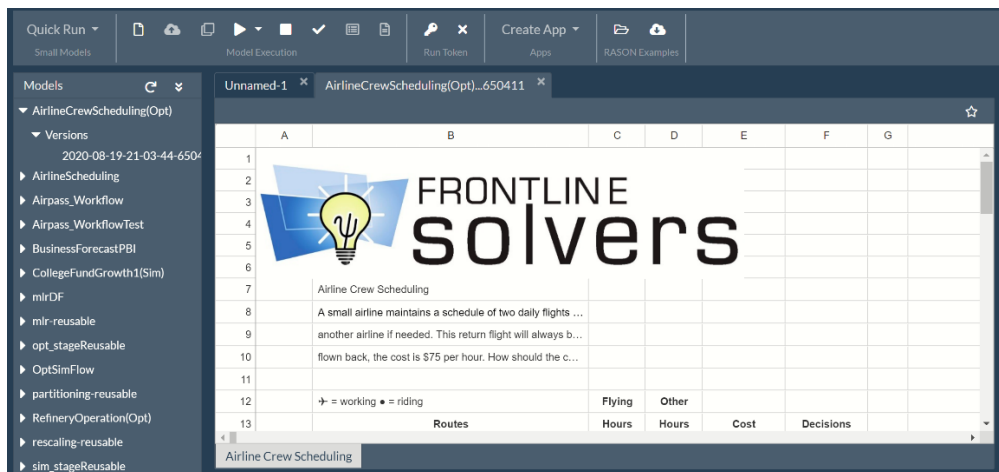 Quick Run
Small Models
Model Execution
Run Token
Create App
Apps
RASON Examples
Models
AirlineCrewScheduling(Opt)
Versions
2020-08-19-21-03-44-6504
AirlineScheduling
Airpass_Workflow
Airpass_WorkflowTest
BusinessForecastPBI
CollegeFundGrowth1(Sim)
mlrDF
mlr-reusable
opt_stageReusable
OptSimFlow
partitioning-reusable
RefineryOperation(Opt)
rescaling-reusable
sim_stageReusable
Unnamed-1 × AirlineCrewScheduling(Opt)...650411 ×
A B C D E F G
1
2
3
4
5
6
FRONTLINE
solvers
7 Airline Crew Scheduling
8 A small airline maintains a schedule of two daily flights ...
9 another airline if needed. This return flight will always b...
10 flown back, the cost is $75 per hour. How should the c...
11
12 ✈ = working ● = riding Flying Other
13 Routes Hours Hours Cost Decisions
Airline Crew Scheduling